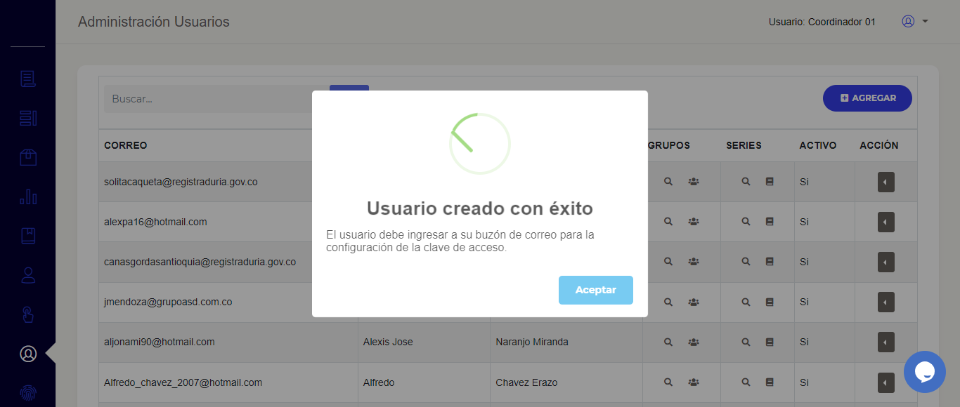 Administración Usuarios
Usuario: Coordinador 01
Buscar...
AGREGAR
CORREO GRUPOS SERIES ACTIVO ACCIÓN
solitacaqueta@registraduria.gov.co Si
alexpa16@hotmail.com Si
canasgordasantioquia@registraduria.gov.co Si
jmendoza@grupoasd.com.co Si
aljonami90@hotmail.com Alexis Jose Naranjo Miranda Si
Alfredo_chavez_2007@hotmail.com Alfredo Chavez Erazo Si
Usuario creado con éxito
El usuario debe ingresar a su buzón de correo para la
configuración de la clave de acceso.
Aceptar